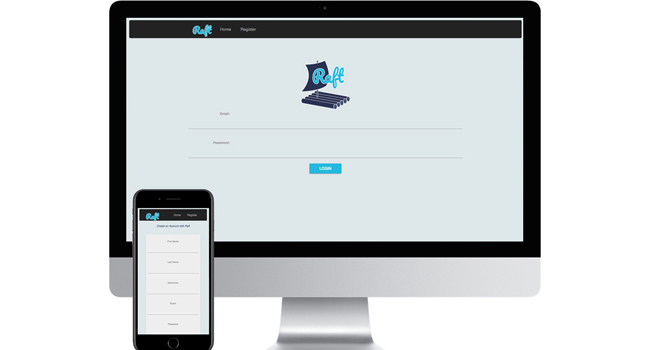 Raft Home Register
Raft
Email:
Password:
LOGIN
Raft Home Register
Create an Account with Raft
First Name
Last Name
Username
Email
Password